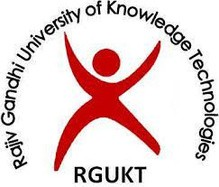 Rajiv Gandhi University of Knowledge Technologies
RGUKT